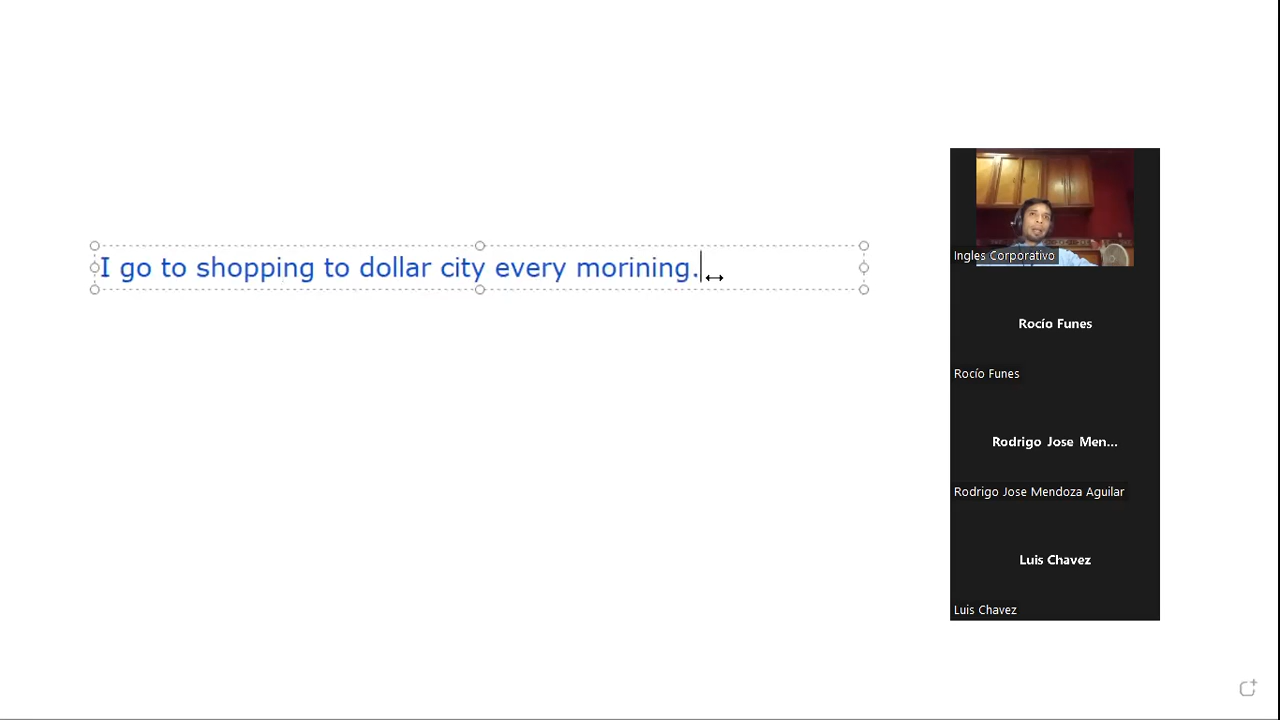 I go to shopping to dollar city every morining.
Ingles Corporativo
Rocío Funes
Rocío Funes
Rodrigo Jose Men...
Rodrigo Jose Mendoza Aguilar
Luis Chavez
Luis Chavez